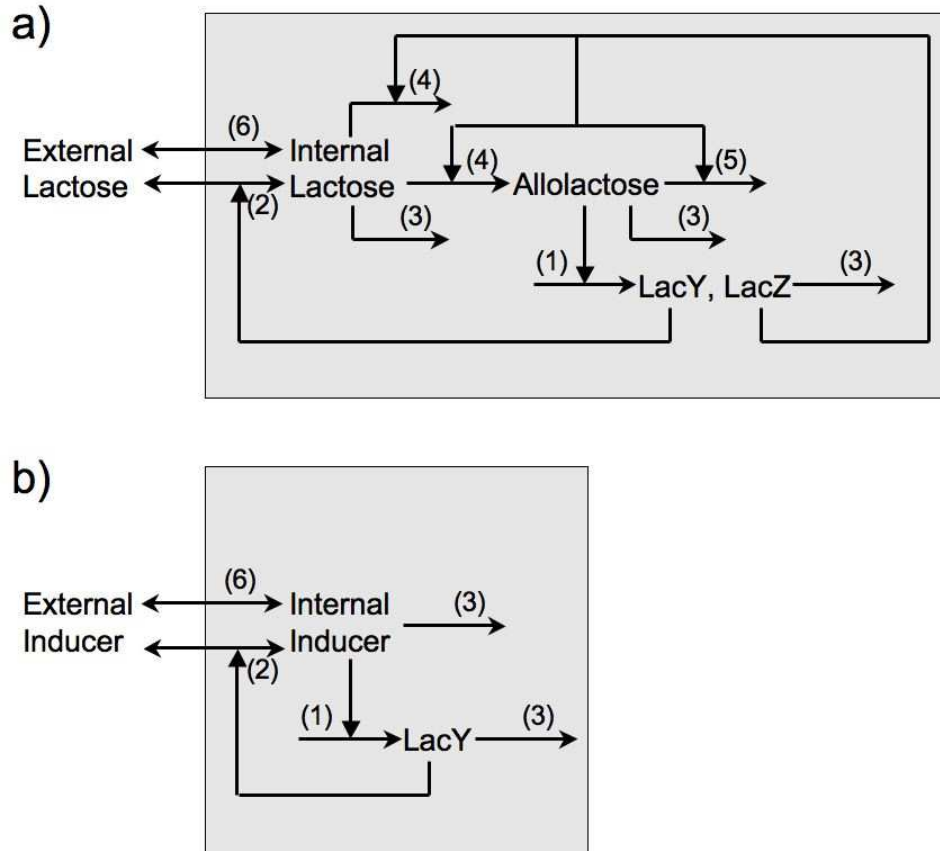 a)
(4)
External (6) Internal
Lactose (2) Lactose (4) Allolactose (5)
(3) (3)
(1) LacY, LacZ (3)
b)
External (6) Internal (3)
Inducer (2) Inducer
(1) LacY (3)